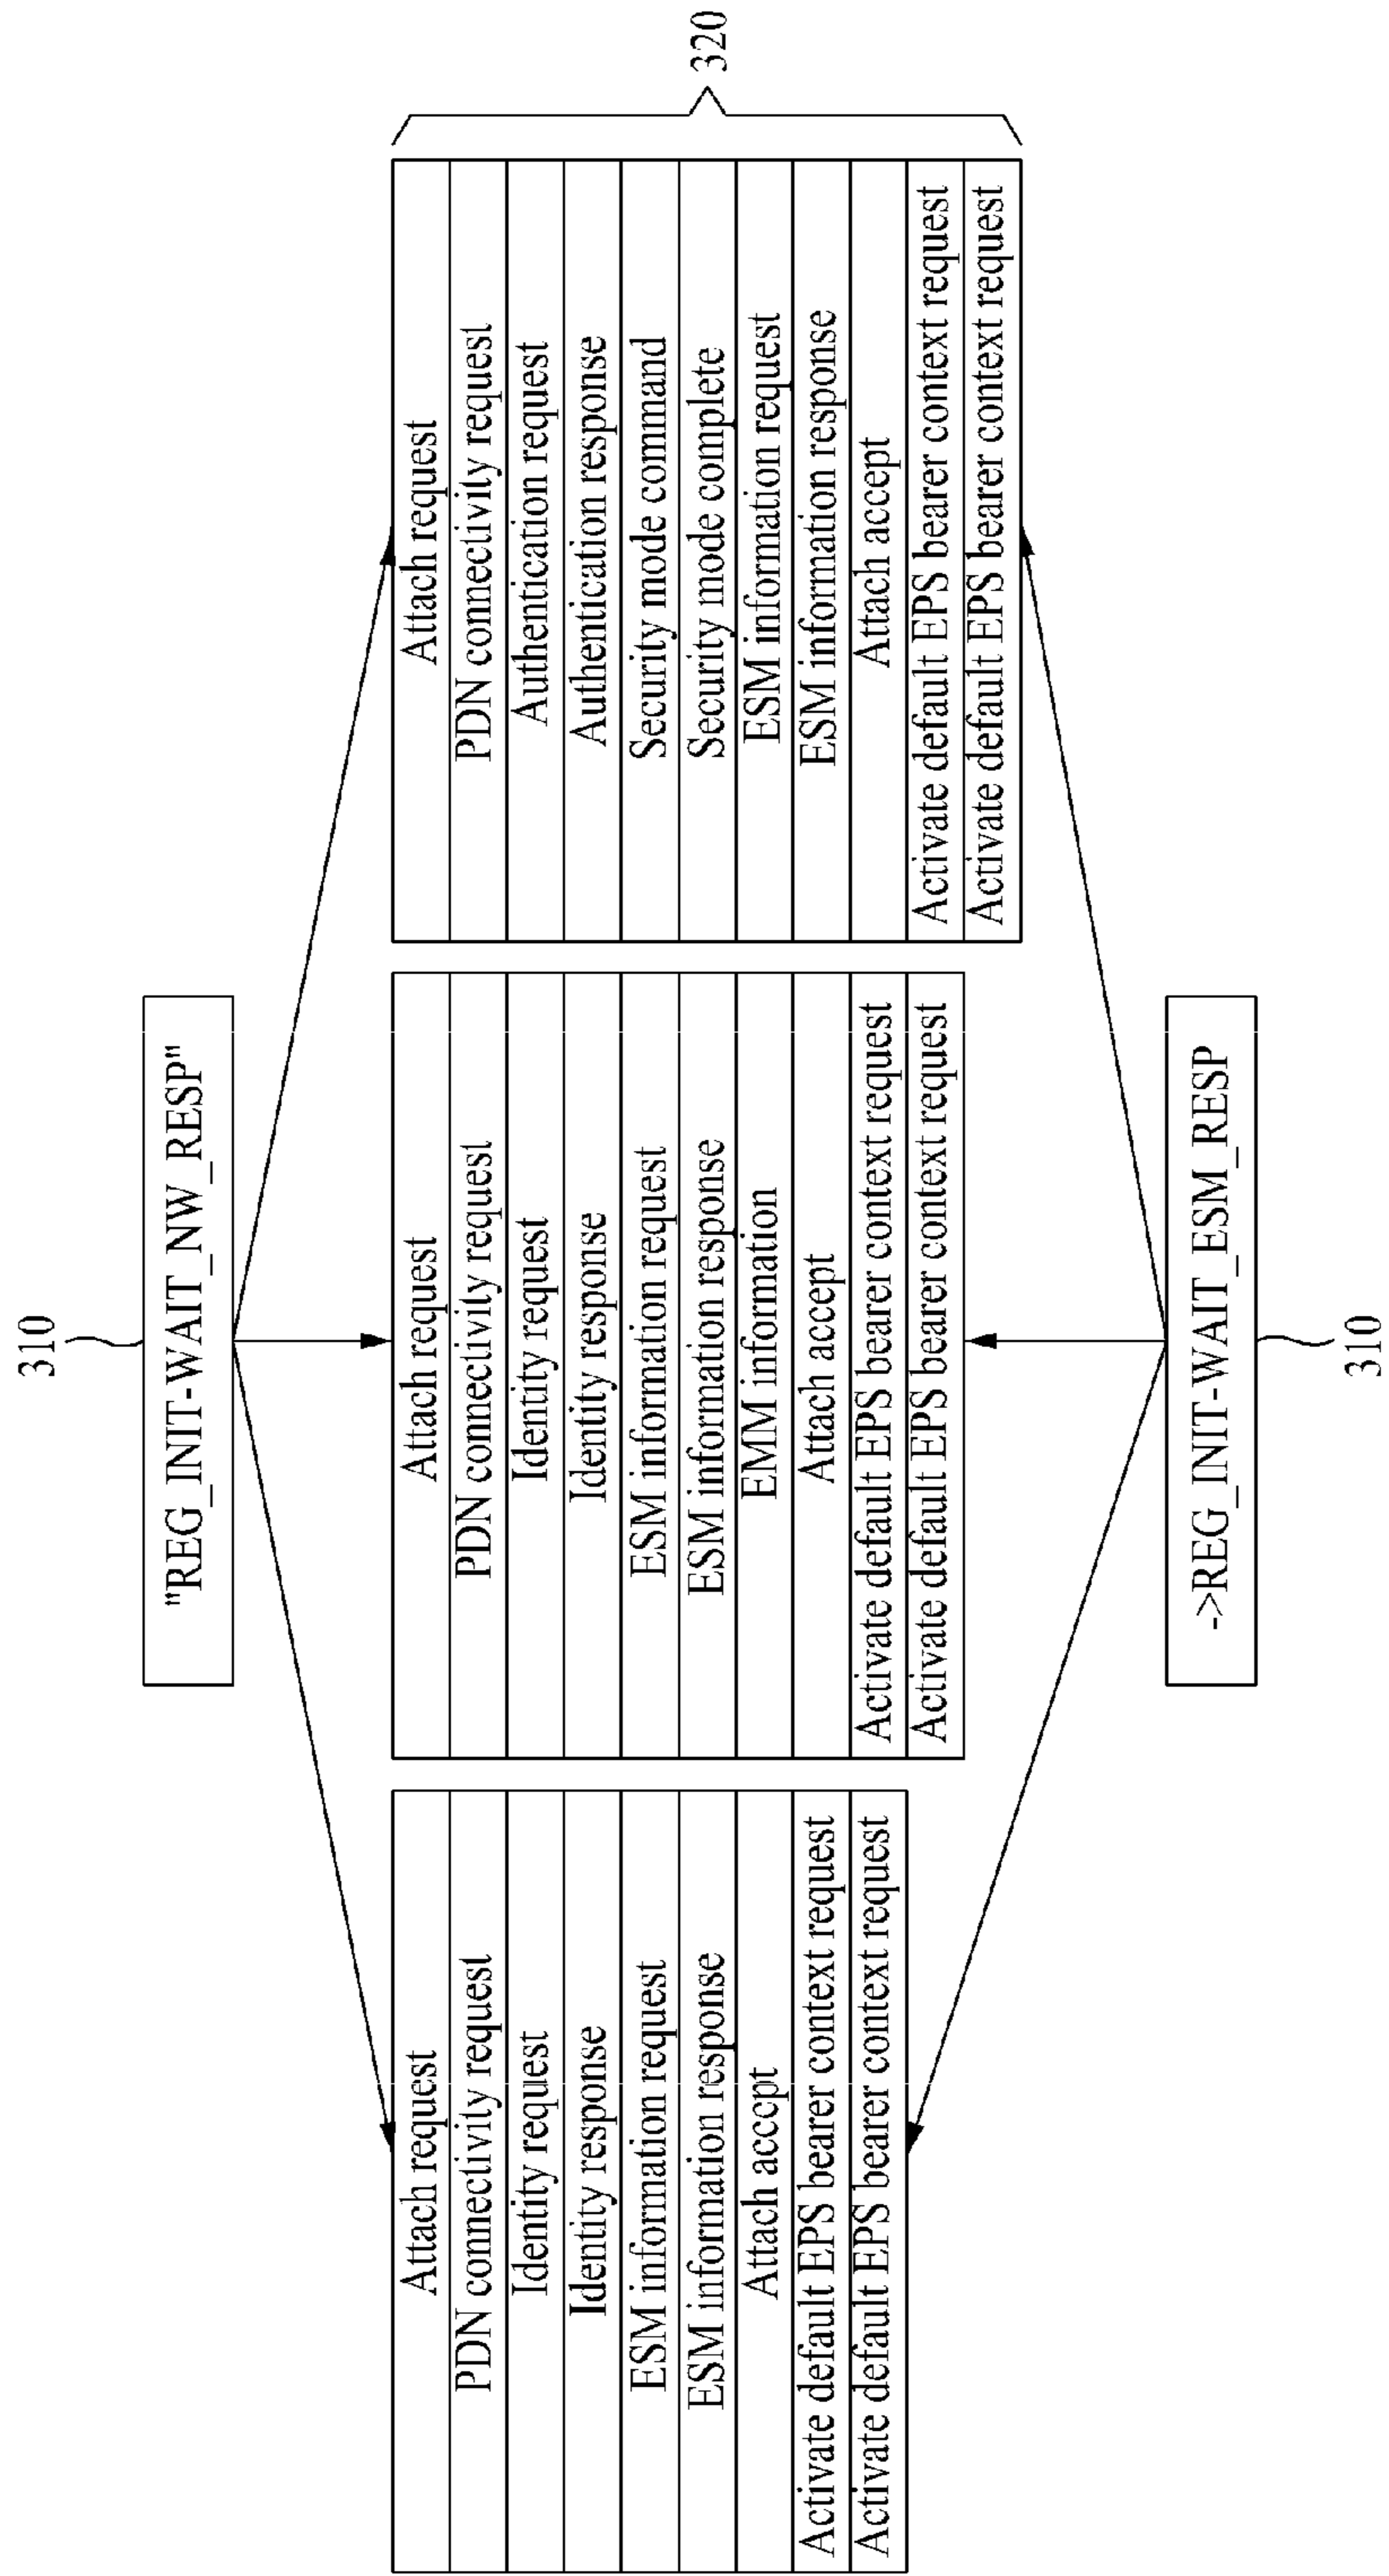 310
"REG_INIT-WAIT_NW_RESP"
Attach request
PDN connectivity request
Identity request
Identity response
ESM information request
ESM information response
Attach accept
Activate default EPS bearer context request
Activate default EPS bearer context request
Attach request
PDN connectivity request
Identity request
Identity response
ESM information request
ESM information response
EMM information
Attach accept
Activate default EPS bearer context request
Activate default EPS bearer context request
Attach request
PDN connectivity request
Authentication request
Authentication response
Security mode command
Security mode complete
ESM information request
ESM information response
Attach accept
Activate default EPS bearer context request
Activate default EPS bearer context request
320
->REG_INIT-WAIT_ESM_RESP
310